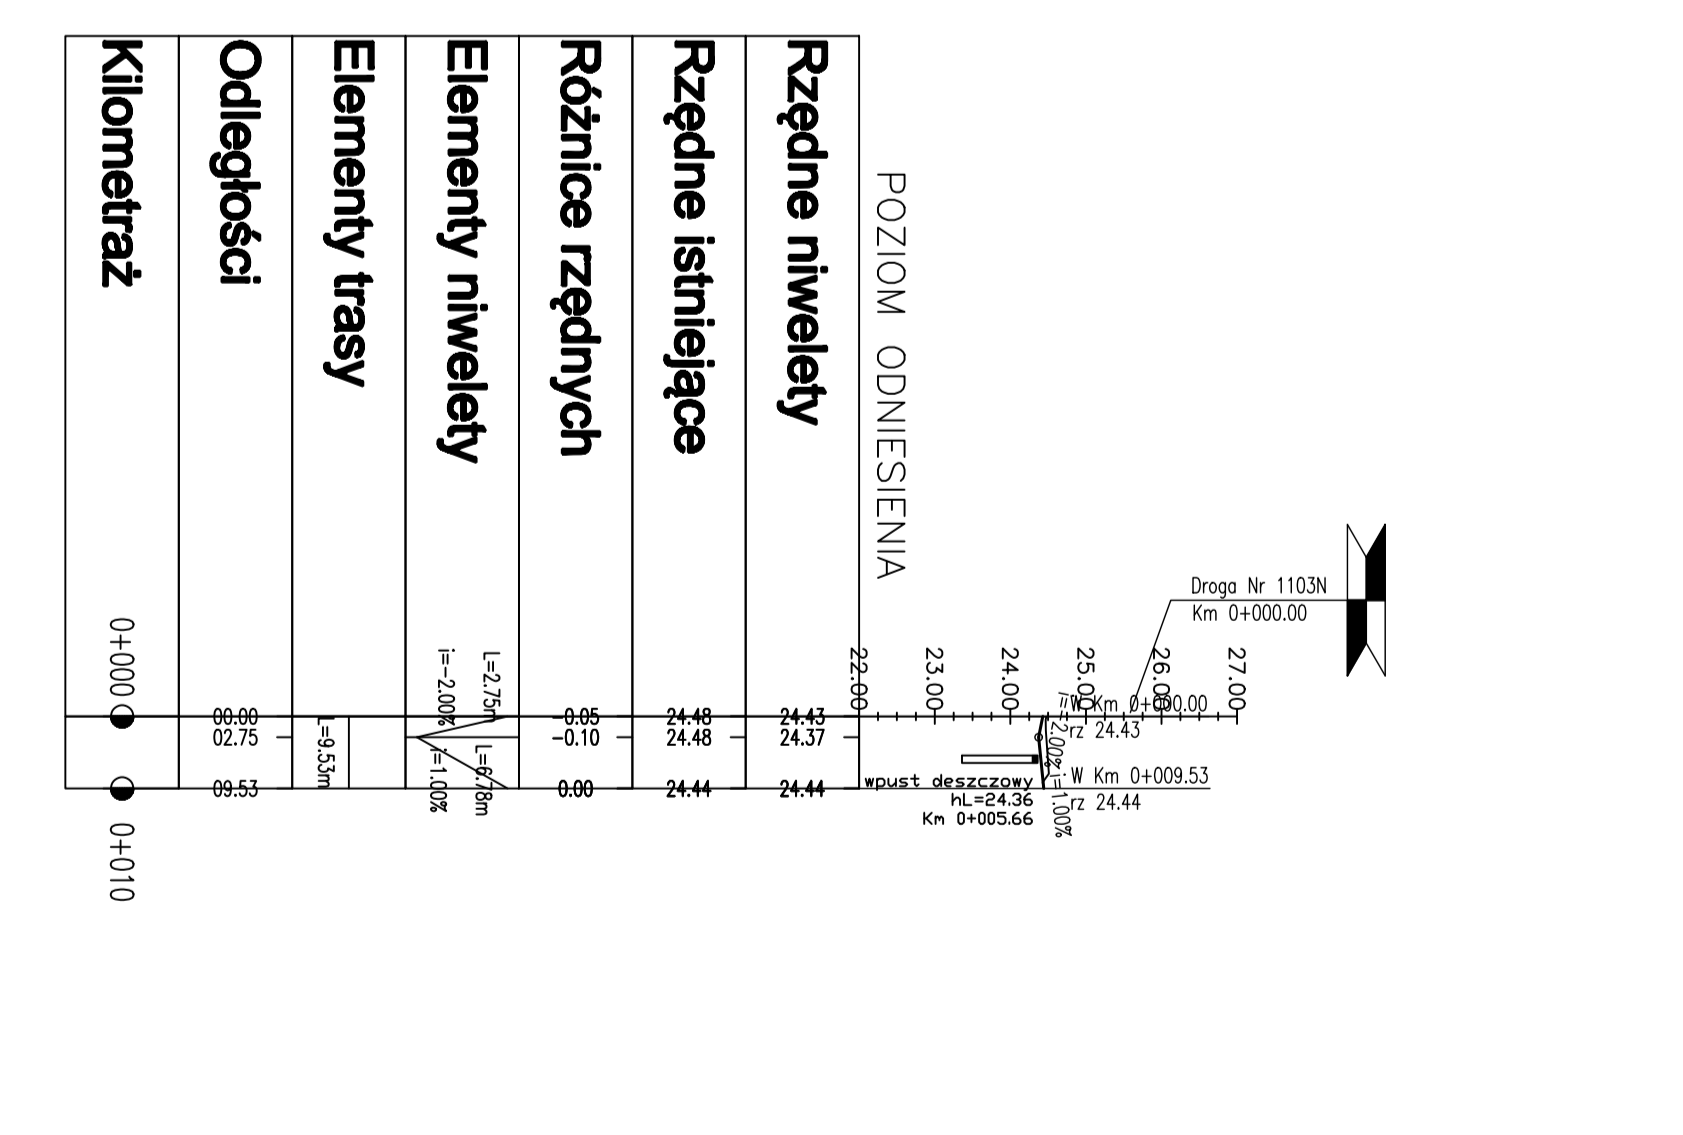 POZIOM ODNIESIENIA
Rzędne niwelety
24.43
24.37
24.44
Rzędne istniejące
24.48
24.48
24.44
Różnice rzędnych
-0.05
-0.10
0.00
Elementy niwelety
L=2.75m
i=-2.00%
L=6.78m
i=1.00%
Elementy trasy
L=9.53m
Odległości
00.00
02.75
09.53
Kilometraż
0+000
0+010
27.00
26.00
25.00
24.00
23.00
22.00
Droga Nr 1103N
Km 0+000.00
W Km 0+000.00
rz 24.43
i=-2.00%
i=1.00%
W Km 0+009.53
rz 24.44
wpust deszczowy
hL=24.36
Km 0+005.66